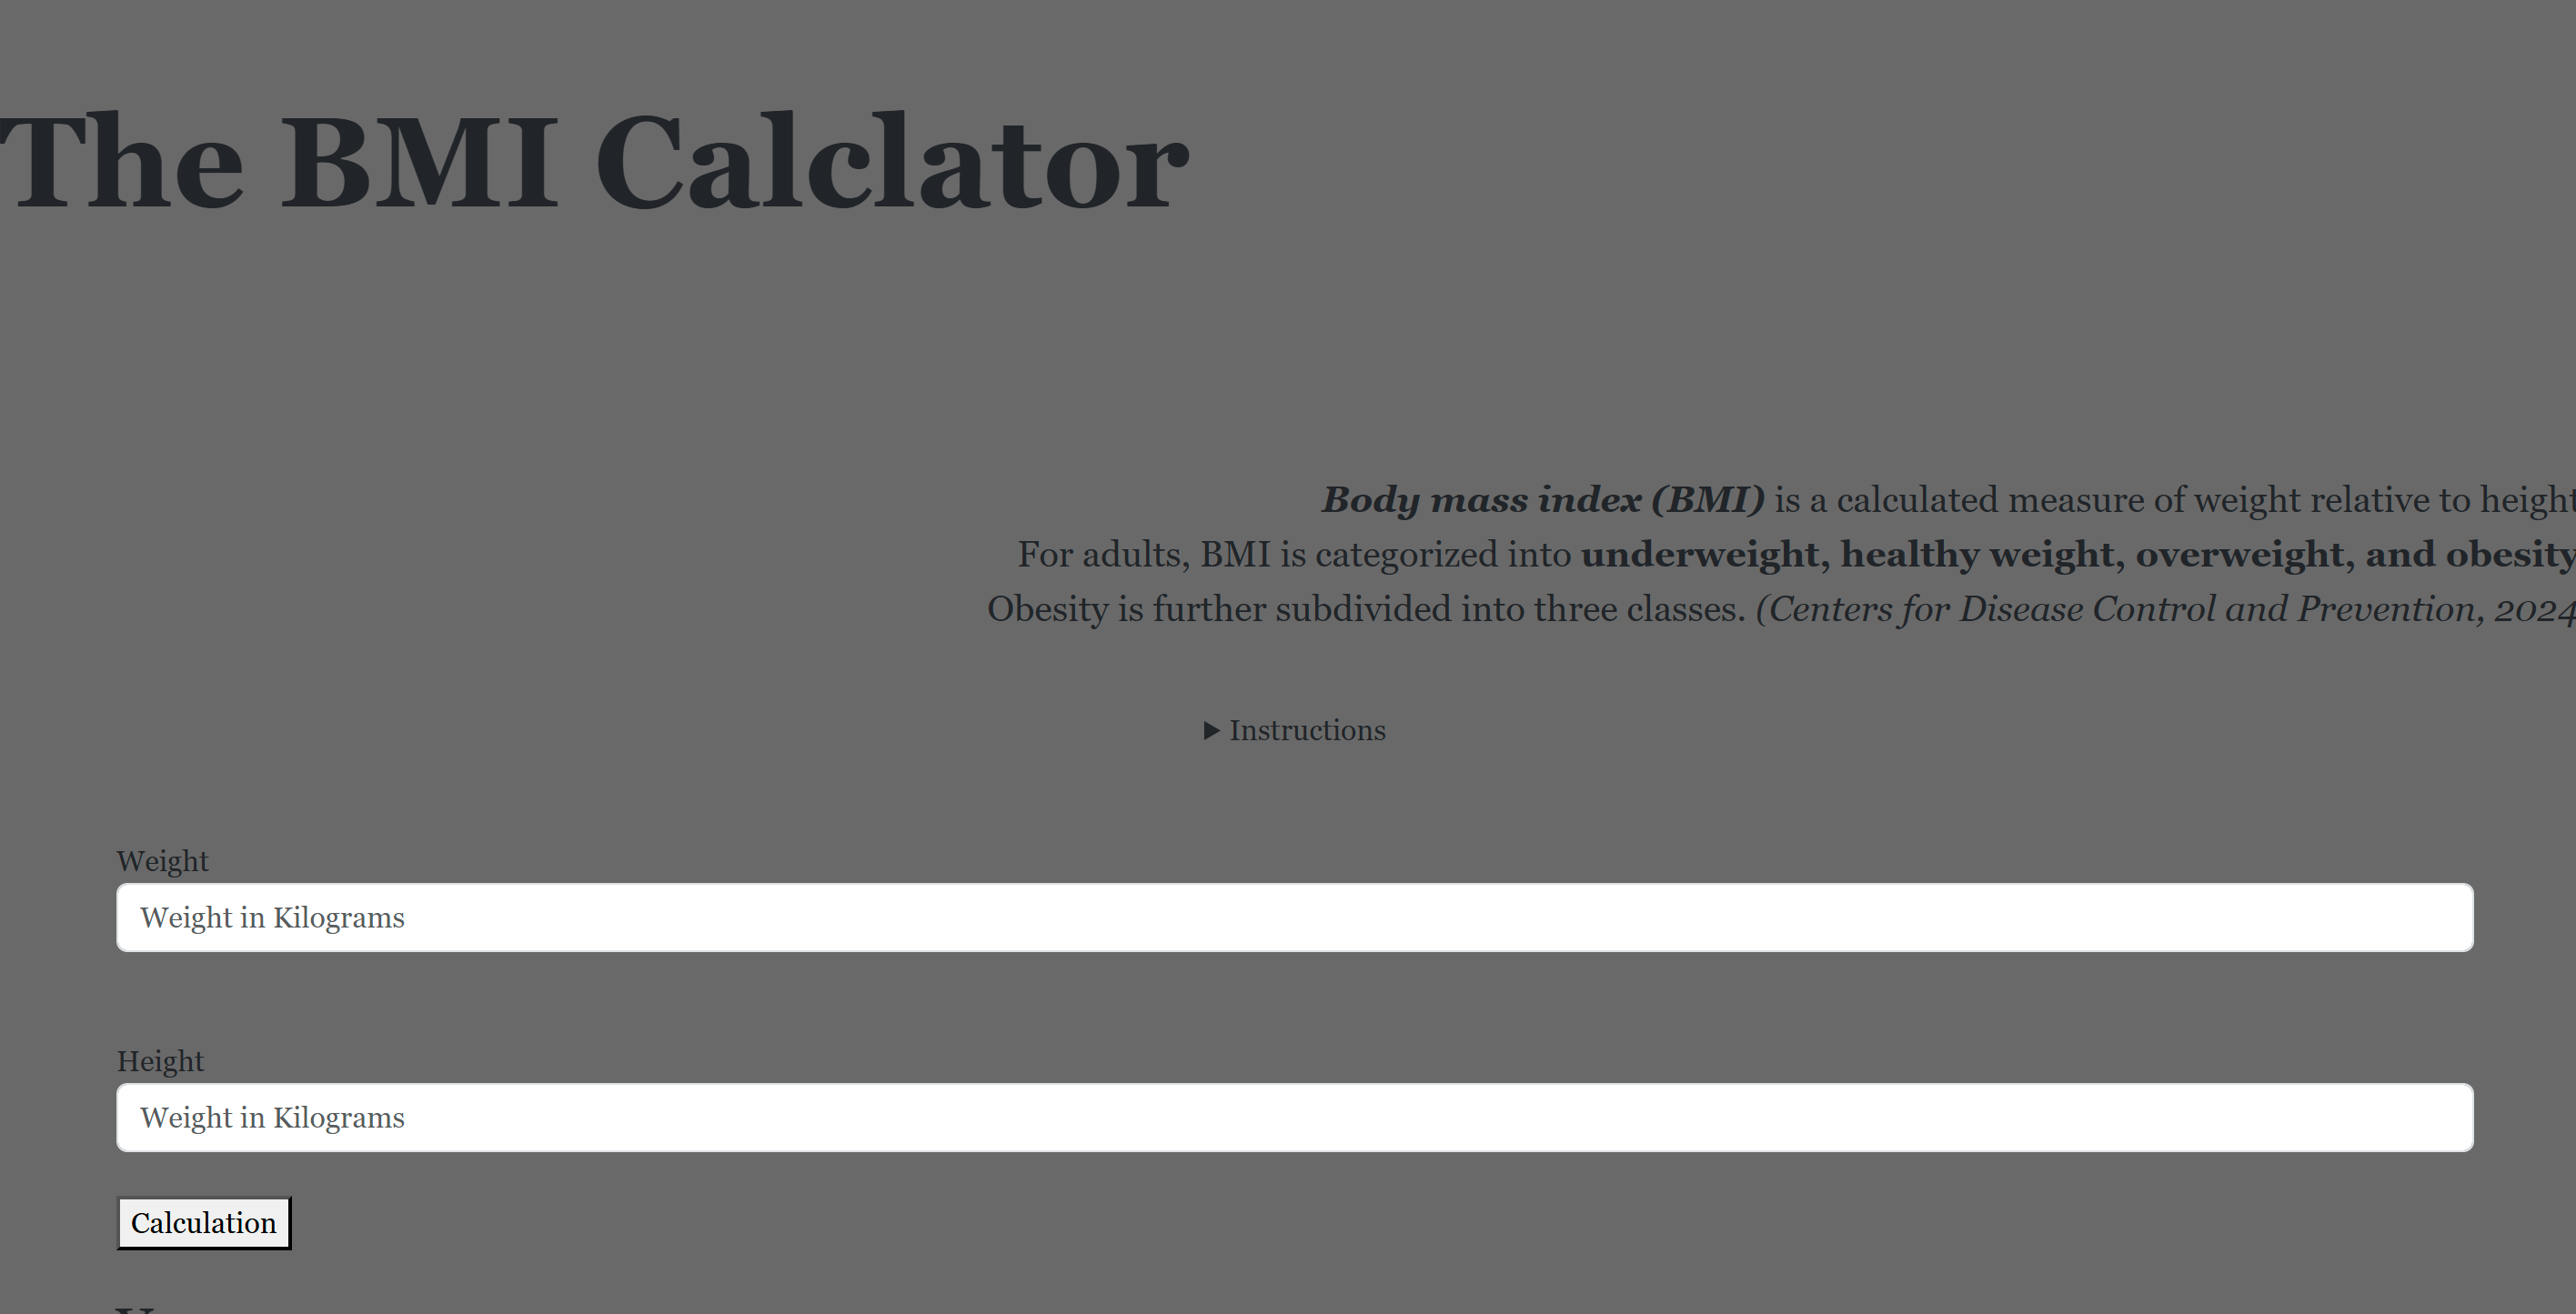 The BMI Calclator
Body mass index (BMI) is a calculated measure of weight relative to height
For adults, BMI is categorized into underweight, healthy weight, overweight, and obesity
Obesity is further subdivided into three classes. (Centers for Disease Control and Prevention, 2024
▶ Instructions
Weight
Weight in Kilograms
Height
Weight in Kilograms
Calculation